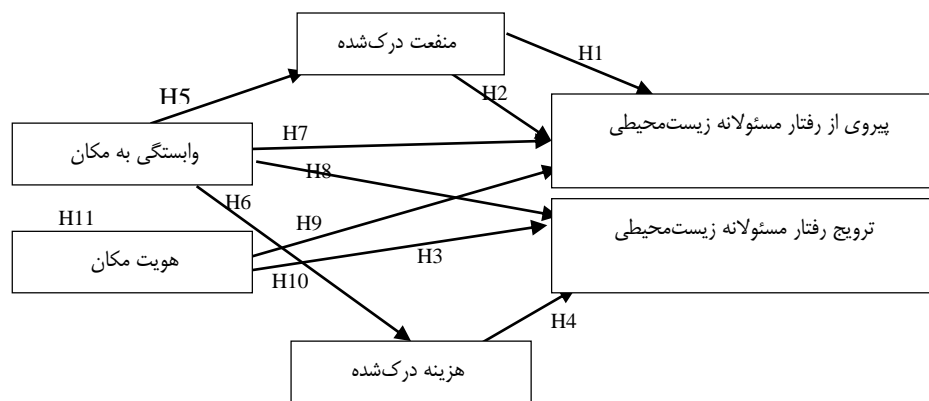 منفعت درک‌شده
H1
H5
H2
پیروی از رفتار مسئولانه زیست‌محیطی
H7
وابستگی به مکان
H8
H6
H11
H9
ترویج رفتار مسئولانه زیست‌محیطی
هویت مکان
H3
H10
H4
هزینه درک‌شده